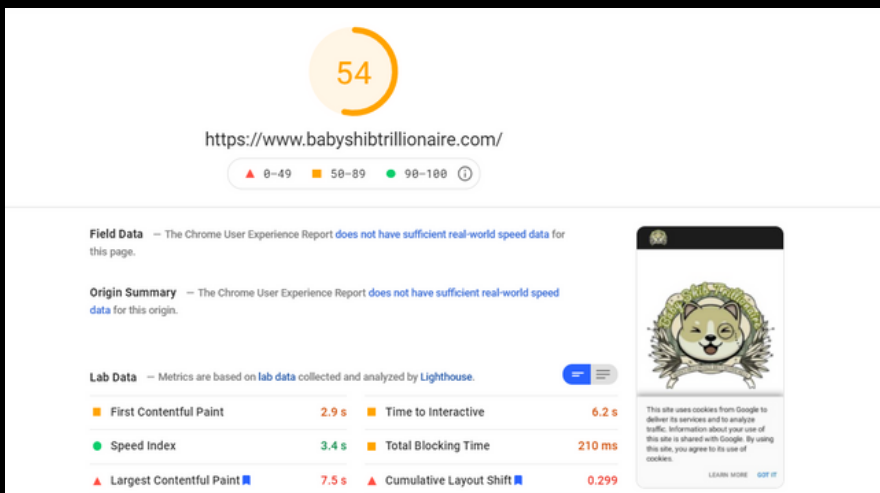 54
https://www.babyshibtrillionaire.com/
0–49 50–89 90–100
Field Data — The Chrome User Experience Report does not have sufficient real-world speed data for
this page.
Origin Summary — The Chrome User Experience Report does not have sufficient real-world speed
data for this origin.
Lab Data — Metrics are based on lab data collected and analyzed by Lighthouse.
First Contentful Paint 2.9 s Time to Interactive 6.2 s
Speed Index 3.4 s Total Blocking Time 210 ms
Largest Contentful Paint 7.5 s Cumulative Layout Shift 0.299
Baby Shib Trillionaire
This site uses cookies from Google to
deliver its services and to analyze
traffic. Information about your use of
this site is shared with Google. By using
this site, you agree to its use of
cookies.
LEARN MORE GOT IT